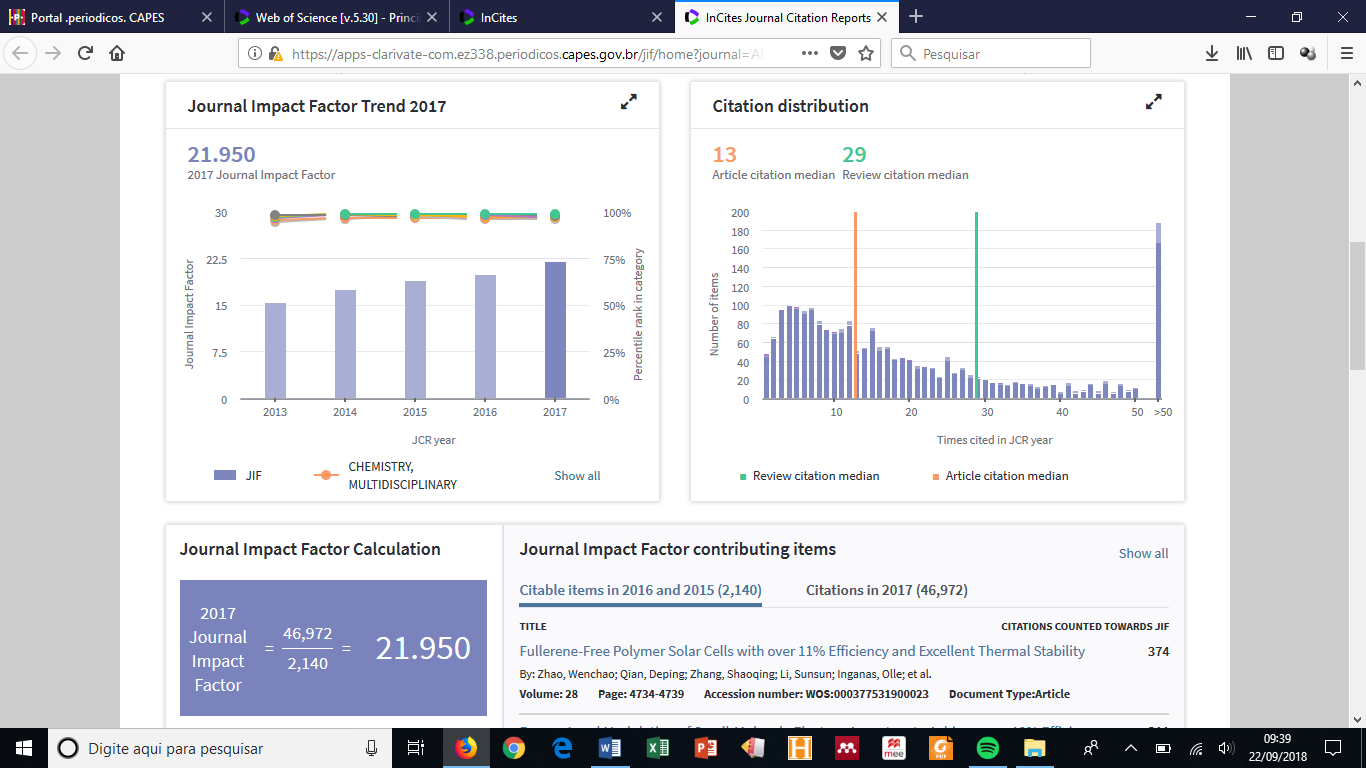 Portal .periodicos. CAPES
Web of Science [v.5.30] - Princi
InCites
InCites Journal Citation Reports
https://apps-clarivate-com.ez338.periodicos.capes.gov.br/jif/home?journal=AD
Pesquisar
Journal Impact Factor Trend 2017
21.950
2017 Journal Impact Factor
30
22.5
15
7.5
0
Journal Impact Factor
100%
75%
50%
25%
0%
Percentile rank in category
2013 2014 2015 2016 2017
JCR year
JIF
CHEMISTRY,
MULTIDISCIPLINARY
Show all
Citation distribution
13 29
Article citation median Review citation median
200
180
160
140
120
100
80
60
40
20
0
Number of items
10 20 30 40 50 >50
Times cited in JCR year
Review citation median Article citation median
Journal Impact Factor Calculation
2017
Journal
Impact
Factor
= 46,972
2,140
= 21.950
Journal Impact Factor contributing items
Show all
Citable items in 2016 and 2015 (2,140) Citations in 2017 (46,972)
TITLE CITATIONS COUNTED TOWARDS JIF
Fullerene-Free Polymer Solar Cells with over 11% Efficiency and Excellent Thermal Stability 374
By: Zhao, Wenchao; Qian, Deping; Zhang, Shaoqing; Li, Sunsun; Inganas, Olle; et al.
Volume: 28 Page: 4734-4739 Accession number: WOS:000377531900023 Document Type:Article
Digite aqui para pesquisar
mee
PDF
09:39
22/09/2018